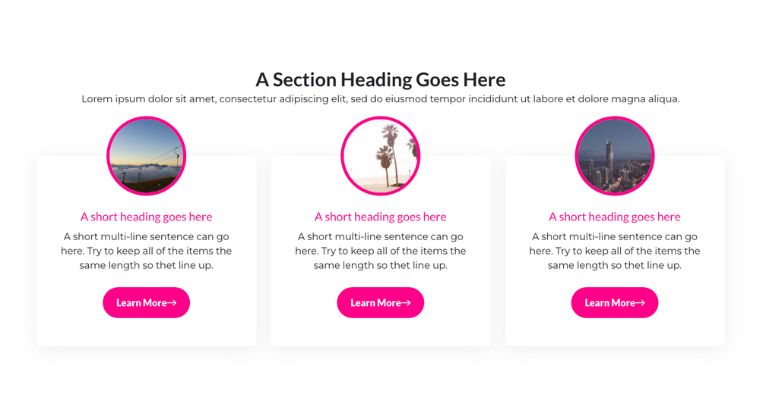 A Section Heading Goes Here
Lorem ipsum dolor sit amet, consectetur adipiscing elit, sed do eiusmod tempor incididunt ut labore et dolore magna aliqua.
A short heading goes here
A short multi-line sentence can go
here. Try to keep all of the items the
same length so thet line up.
Learn More→
A short heading goes here
A short multi-line sentence can go
here. Try to keep all of the items the
same length so thet line up.
Learn More→
A short heading goes here
A short multi-line sentence can go
here. Try to keep all of the items the
same length so thet line up.
Learn More→